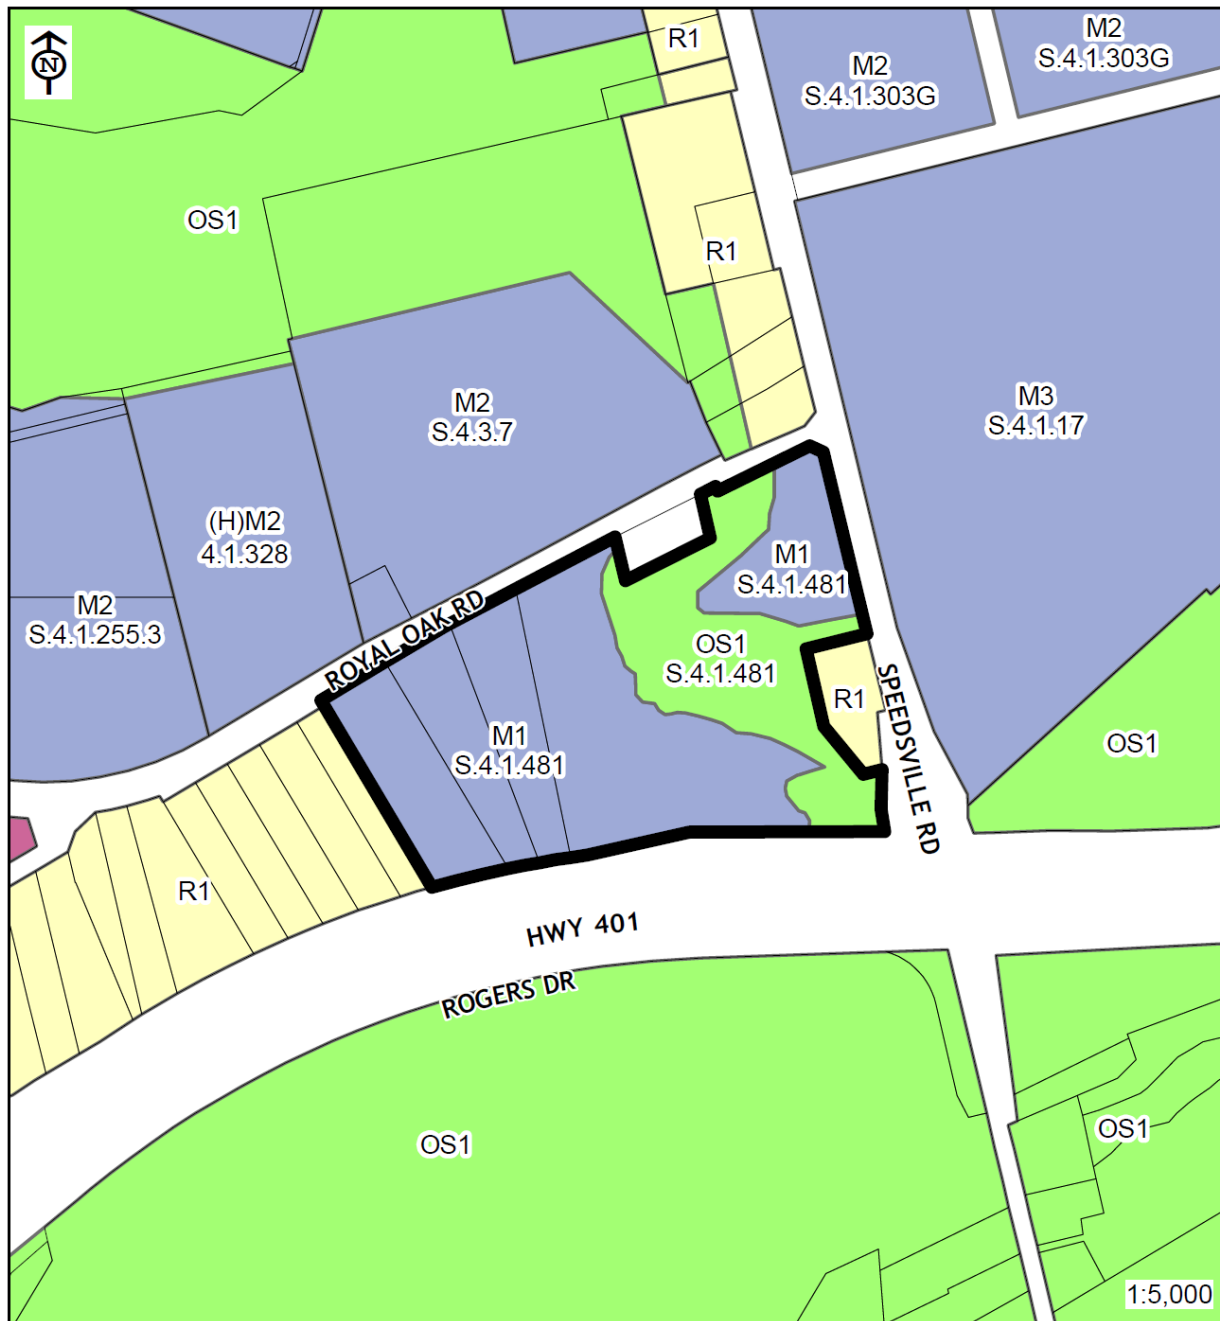 N
R1
M2
S.4.1.303G
M2
S.4.1.303G
OS1
R1
M2
S.4.3.7
M3
S.4.1.17
(H)M2
4.1.328
M1
S.4.1.481
M2
S.4.1.255.3
ROYAL OAK RD
OS1
S.4.1.481
R1
SPEEDSVILLE RD
M1
S.4.1.481
OS1
R1
HWY 401
ROGERS DR
OS1
OS1
1:5,000